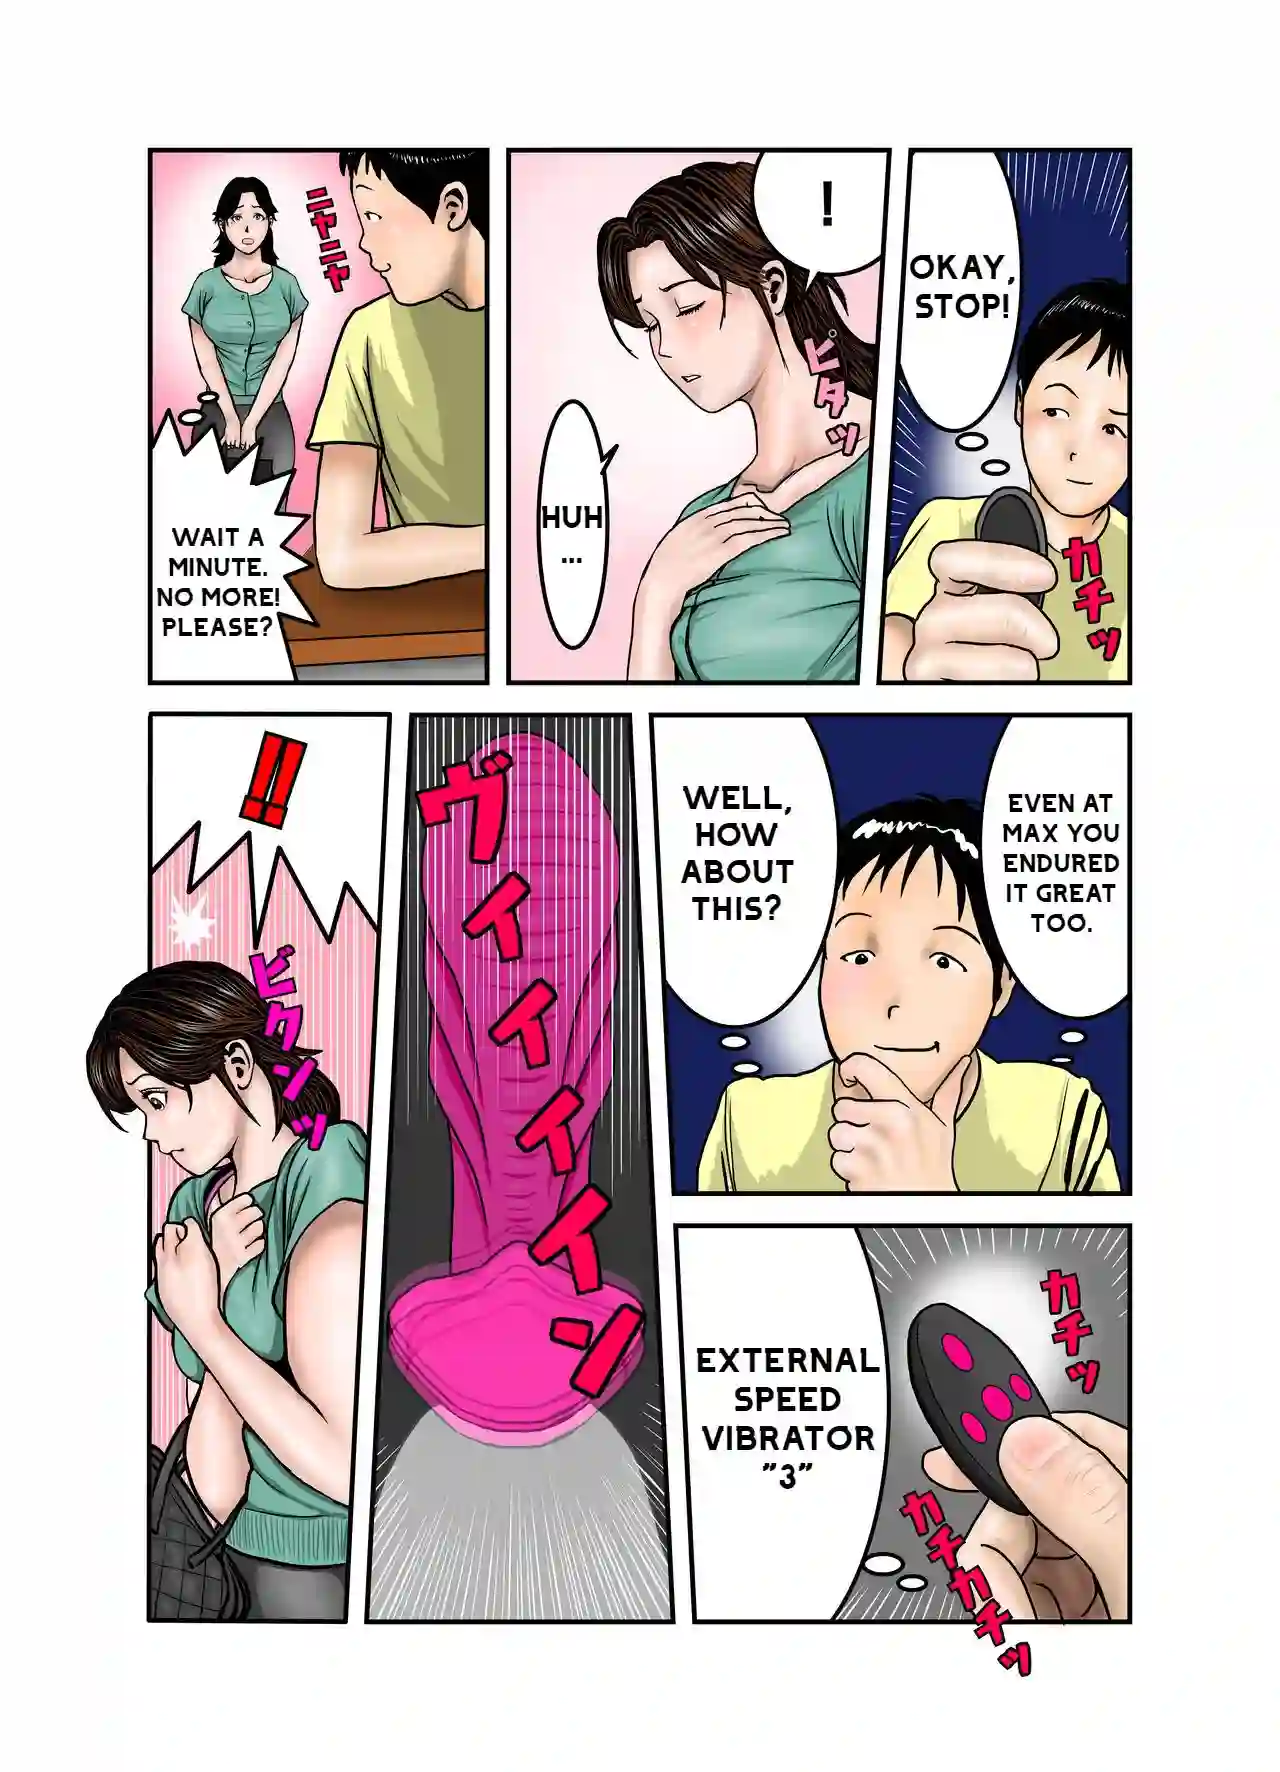 OKAY,
STOP!
カチッ
!
ピタッ
HUH
...
ニヤニヤ
WAIT A
MINUTE.
NO MORE!
PLEASE?
EVEN AT
MAX YOU
ENDURED
IT GREAT
TOO.
WELL,
HOW
ABOUT
THIS?
EXTERNAL
SPEED
VIBRATOR
"3"
カチッ
カチカチッ
ヴイイイイン
!!
ビクンッ